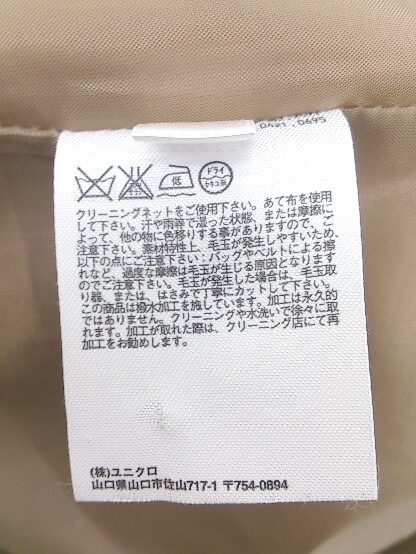 0421.0695
低
ドライ
セキユ系
クリーニングネットをご使用下さい。あて布を使用
して下さい。汗や雨等で湿った状態、または摩擦に
よって、他の物に色移りする事がありますので、ご
注意下さい。素材特性上、毛玉が発生しやすいため、
以下の点にご注意下さい：バッグやベルトによる擦
れなど、過度な摩擦は毛玉が生じる原因となります
のでご注意下さい。毛玉が発生した場合は、毛玉取
り器、または、はさみで丁寧にカットして下さい。
この商品は撥水加工を施しています。加工は永久的
ではありません。クリーニングや水洗いで徐々に取
れます。加工が取れた際は、クリーニング店にて再
加工をお勧めします。
(株)ユニクロ
山口県山口市佐山717-1 〒754-0894